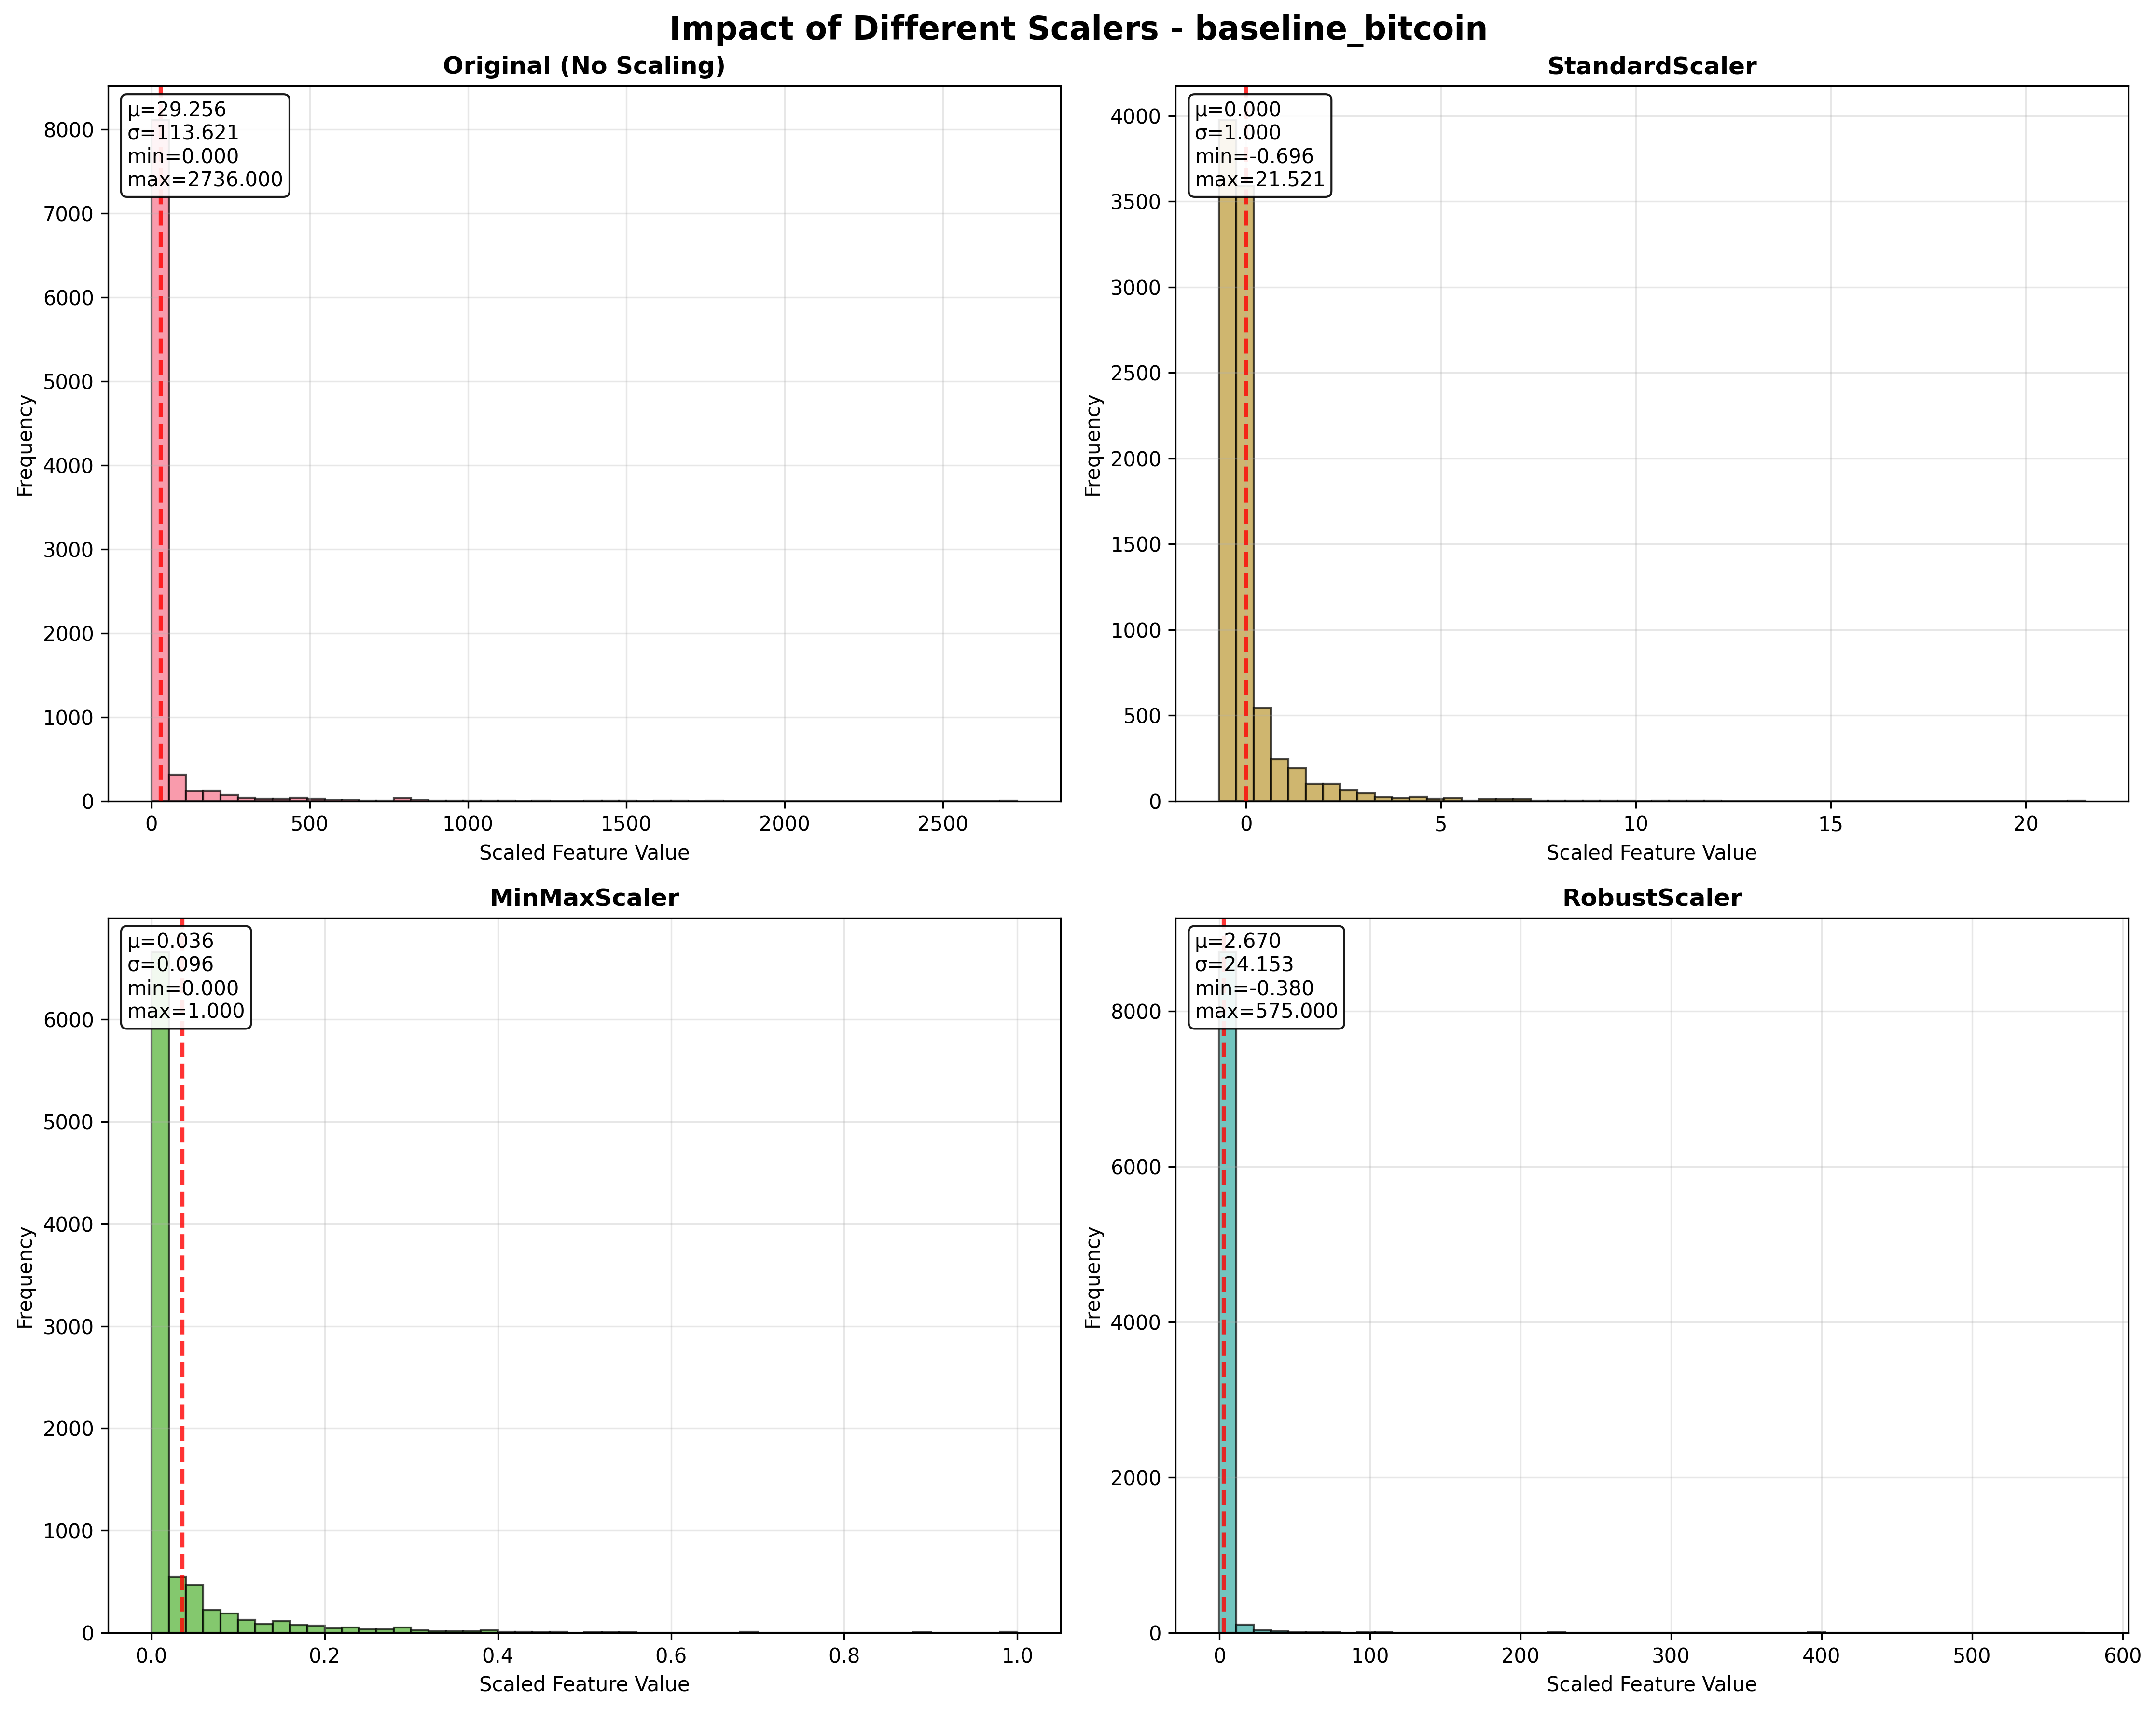 Impact of Different Scalers - baseline_bitcoin
Original (No Scaling)
μ=29.256
σ=113.621
min=0.000
max=2736.000
Frequency
8000
7000
6000
5000
4000
3000
2000
1000
0
0 500 1000 1500 2000 2500
Scaled Feature Value
StandardScaler
μ=0.000
σ=1.000
min=-0.696
max=21.521
Frequency
4000
3500
3000
2500
2000
1500
1000
500
0
0 5 10 15 20
Scaled Feature Value
MinMaxScaler
μ=0.036
σ=0.096
min=0.000
max=1.000
Frequency
6000
5000
4000
3000
2000
1000
0
0.0 0.2 0.4 0.6 0.8 1.0
Scaled Feature Value
RobustScaler
μ=2.670
σ=24.153
min=-0.380
max=575.000
Frequency
8000
6000
4000
2000
0
0 100 200 300 400 500 600
Scaled Feature Value